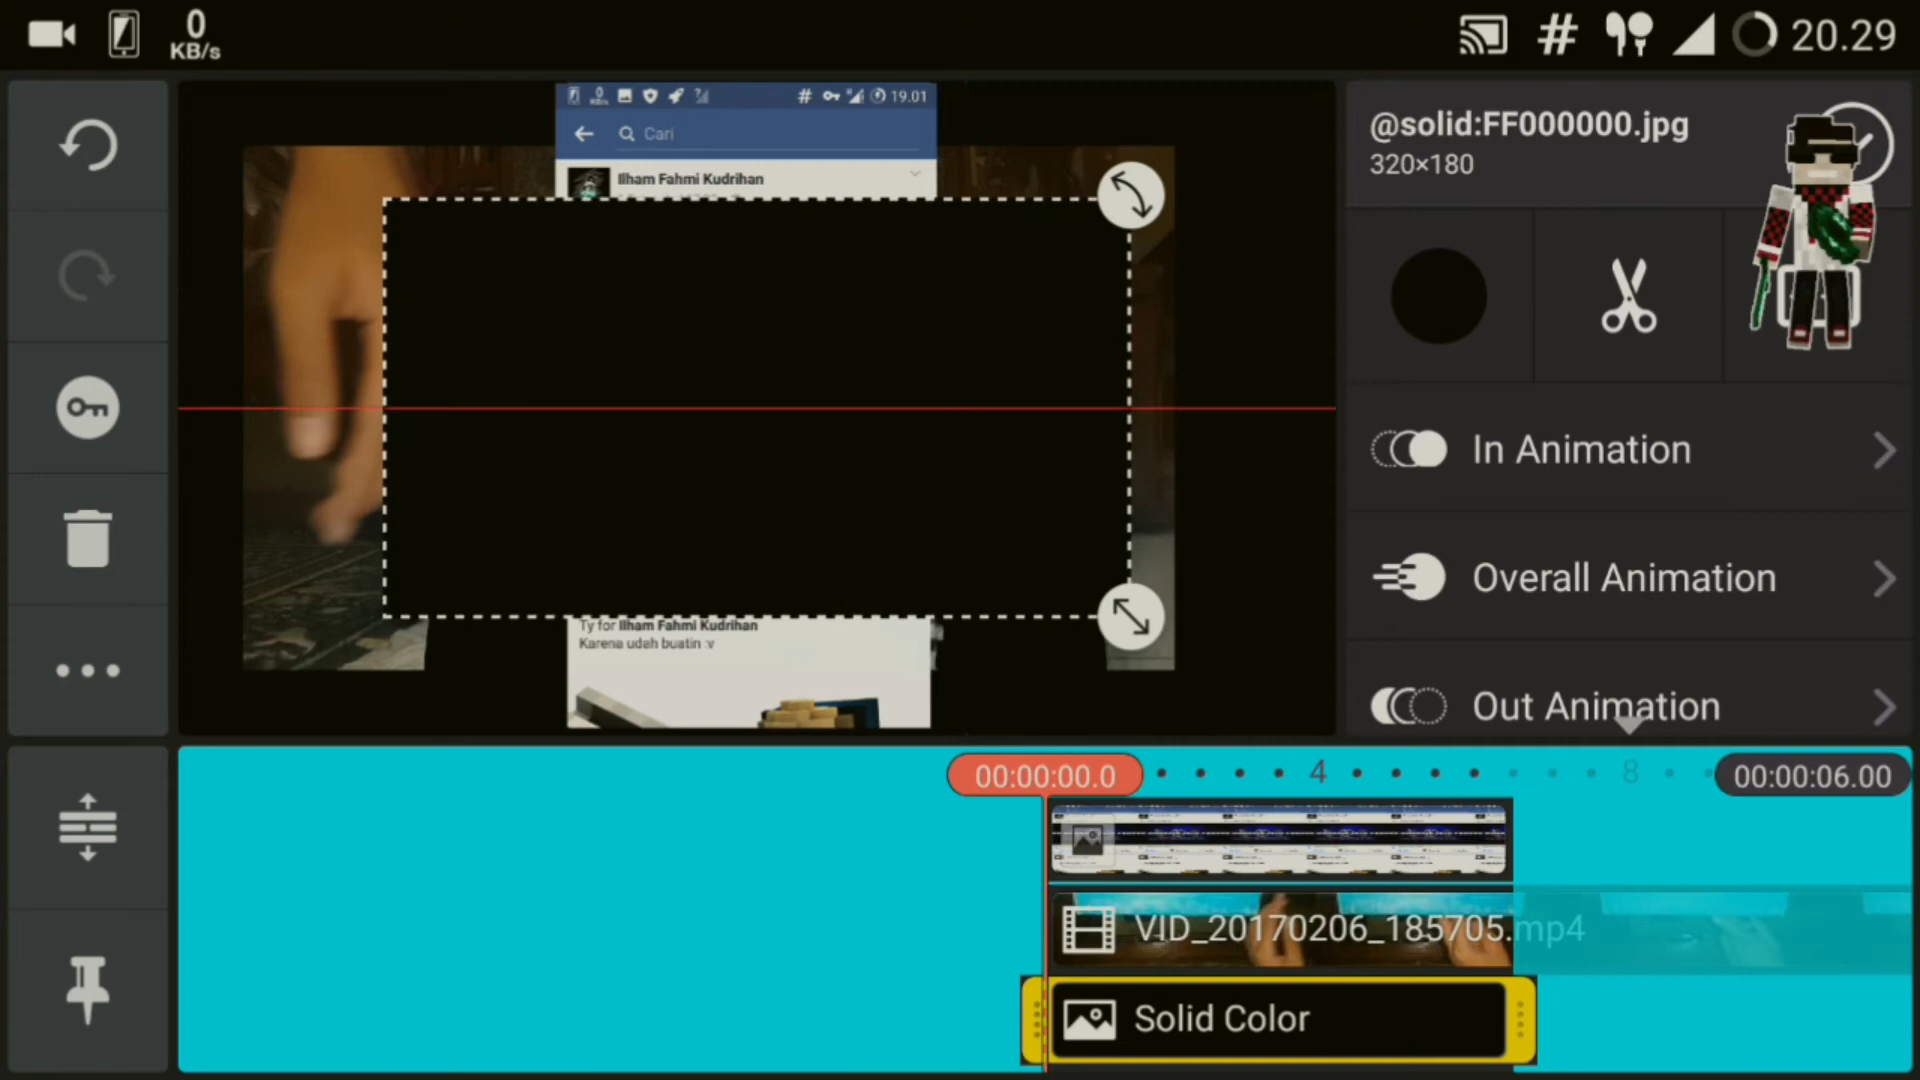 0
KB/s
#
20.29
# 19.01
Cari
Ilham Fahmi Kudrihan
Ty for Ilham Fahmi Kudrihan
Karena udah buatin :v
@solid:FF000000.jpg
320×180
In Animation
Overall Animation
Out Animation
00:00:00.0
4
8
00:00:06.00
VID_20170206_185705.mp4
Solid Color